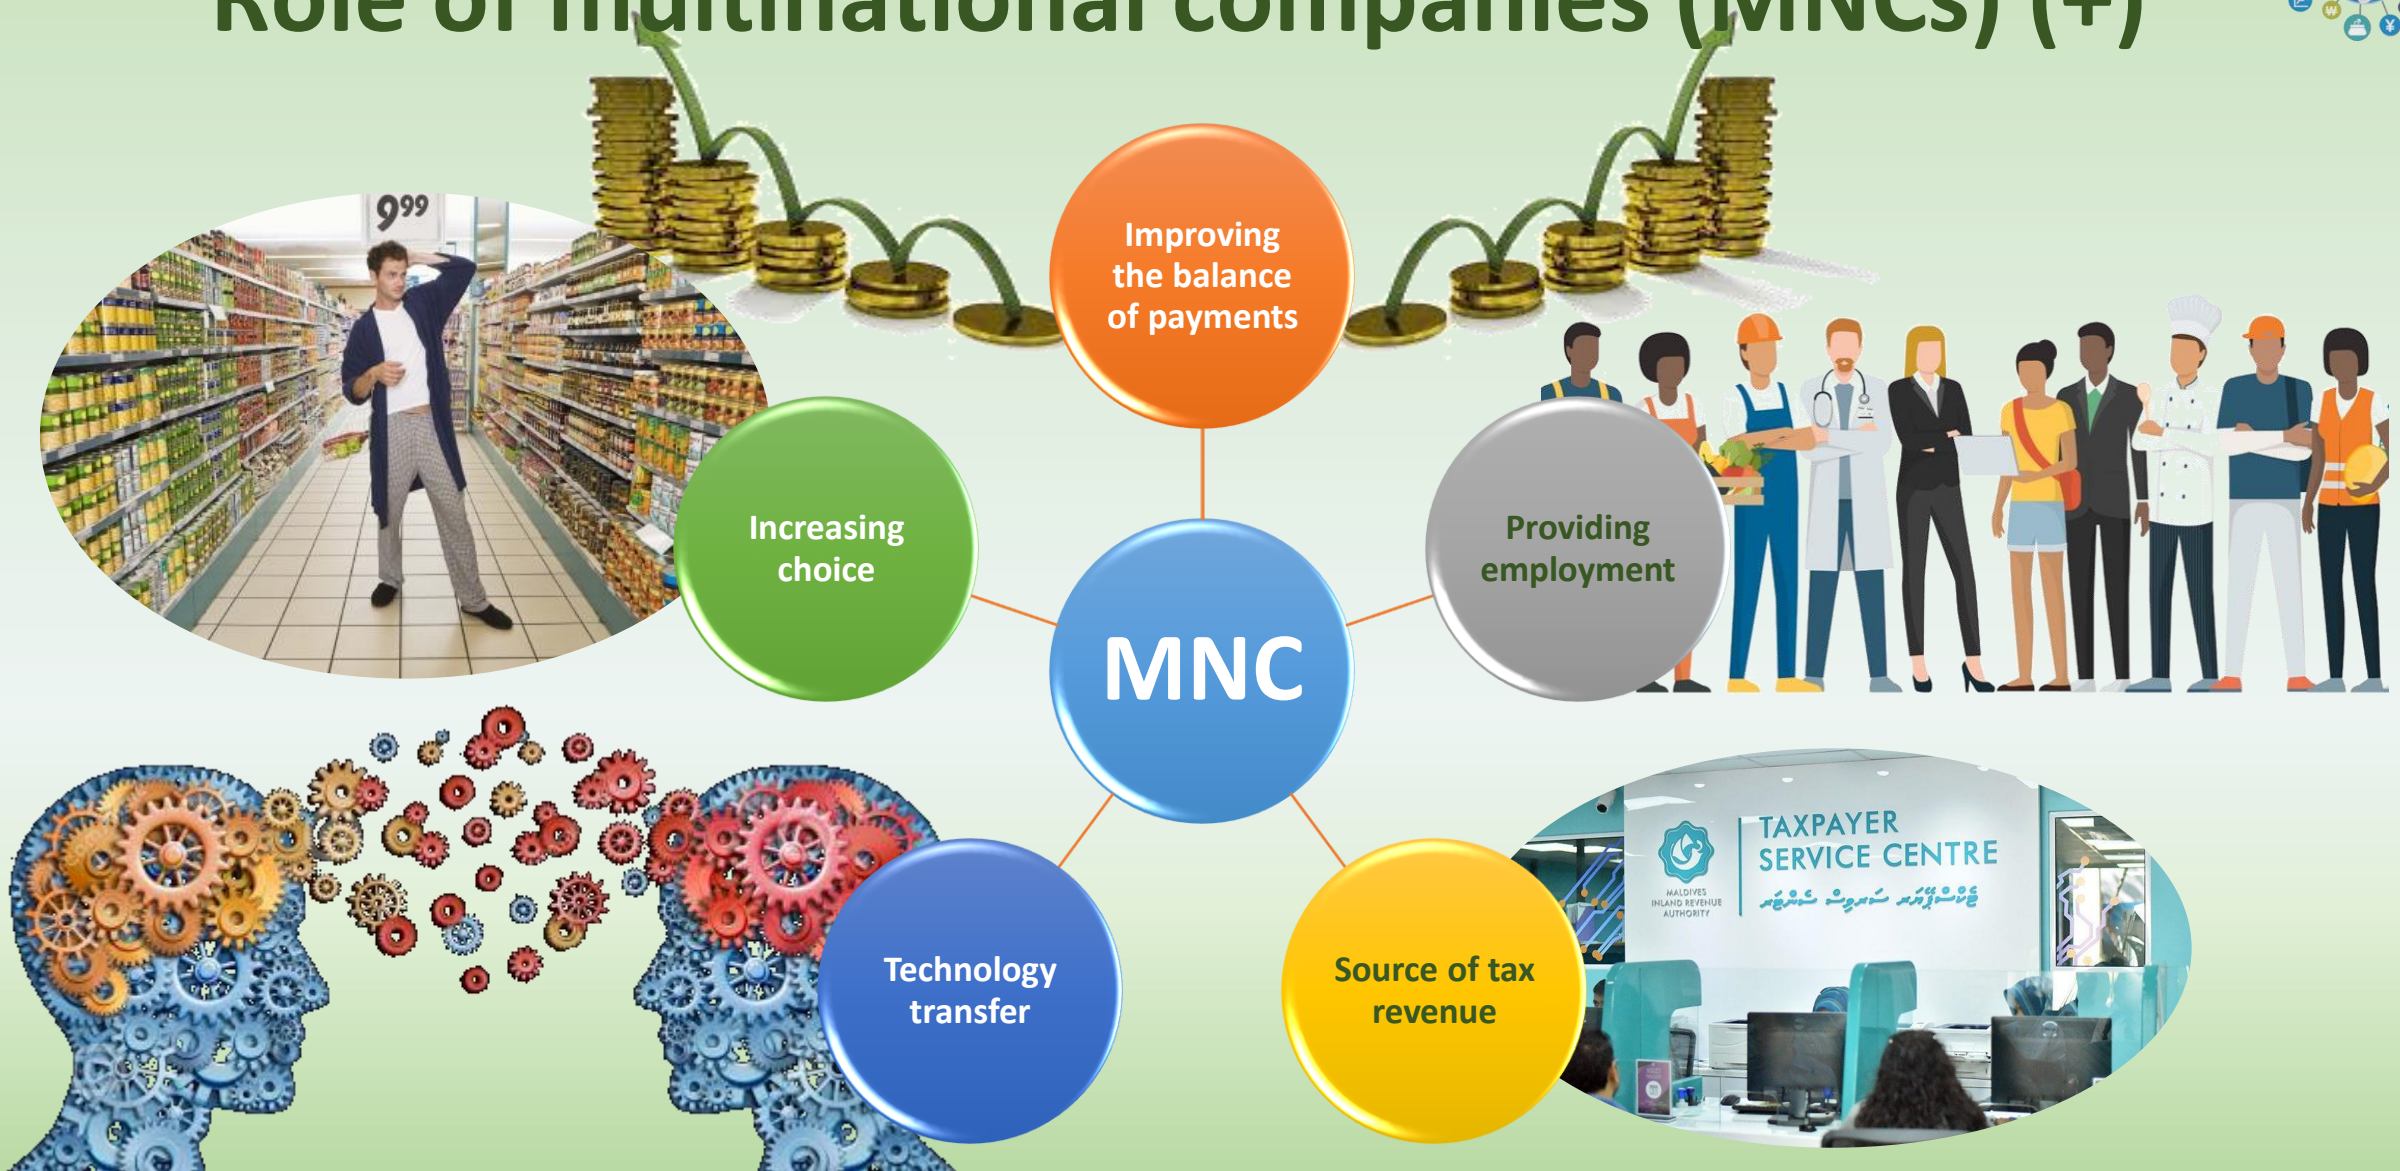 Role of multinational companies (MNCs) (+)
9⁹⁹
Improving
the balance
of payments
Increasing
choice
Providing
employment
MNC
Technology
transfer
Source of tax
revenue
TAXPAYER
SERVICE CENTRE
ޓެކްސްޕޭޔަރ ސަރވިސް ސެންޓަރ
MALDIVES
INLAND REVENUE
AUTHORITY